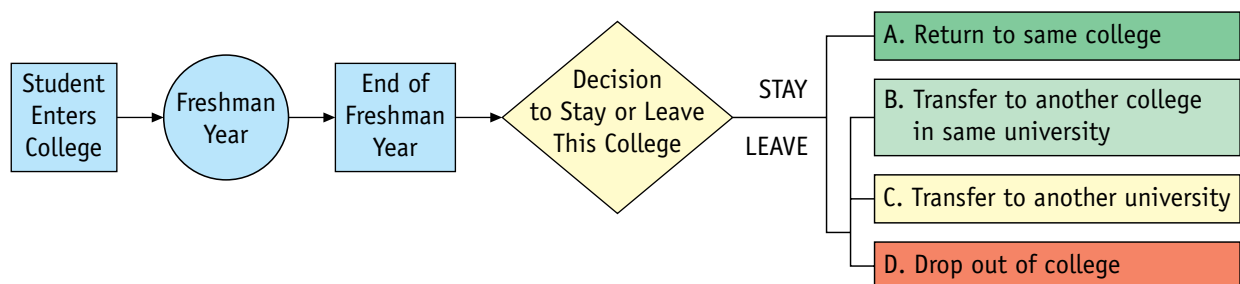 Student
Enters
College
Freshman
Year
End of
Freshman
Year
Decision
to Stay or Leave
This College
STAY
LEAVE
A. Return to same college
B. Transfer to another college
in same university
C. Transfer to another university
D. Drop out of college